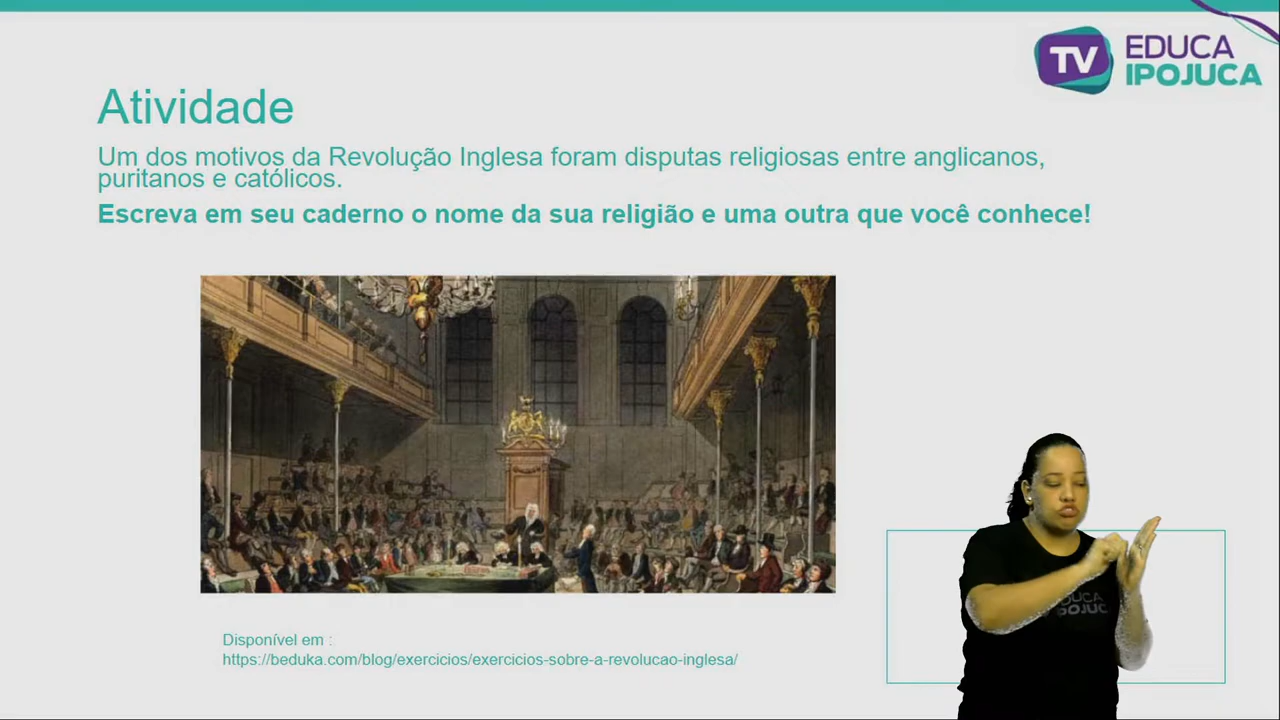 TV EDUCA
IPOJUCA
Atividade
Um dos motivos da Revolução Inglesa foram disputas religiosas entre anglicanos,
puritanos e católicos.
Escreva em seu caderno o nome da sua religião e uma outra que você conhece!
EDUCA
IPOJUCA
Disponível em :
https://beduka.com/blog/exercicios/exercicios-sobre-a-revolucao-inglesa/